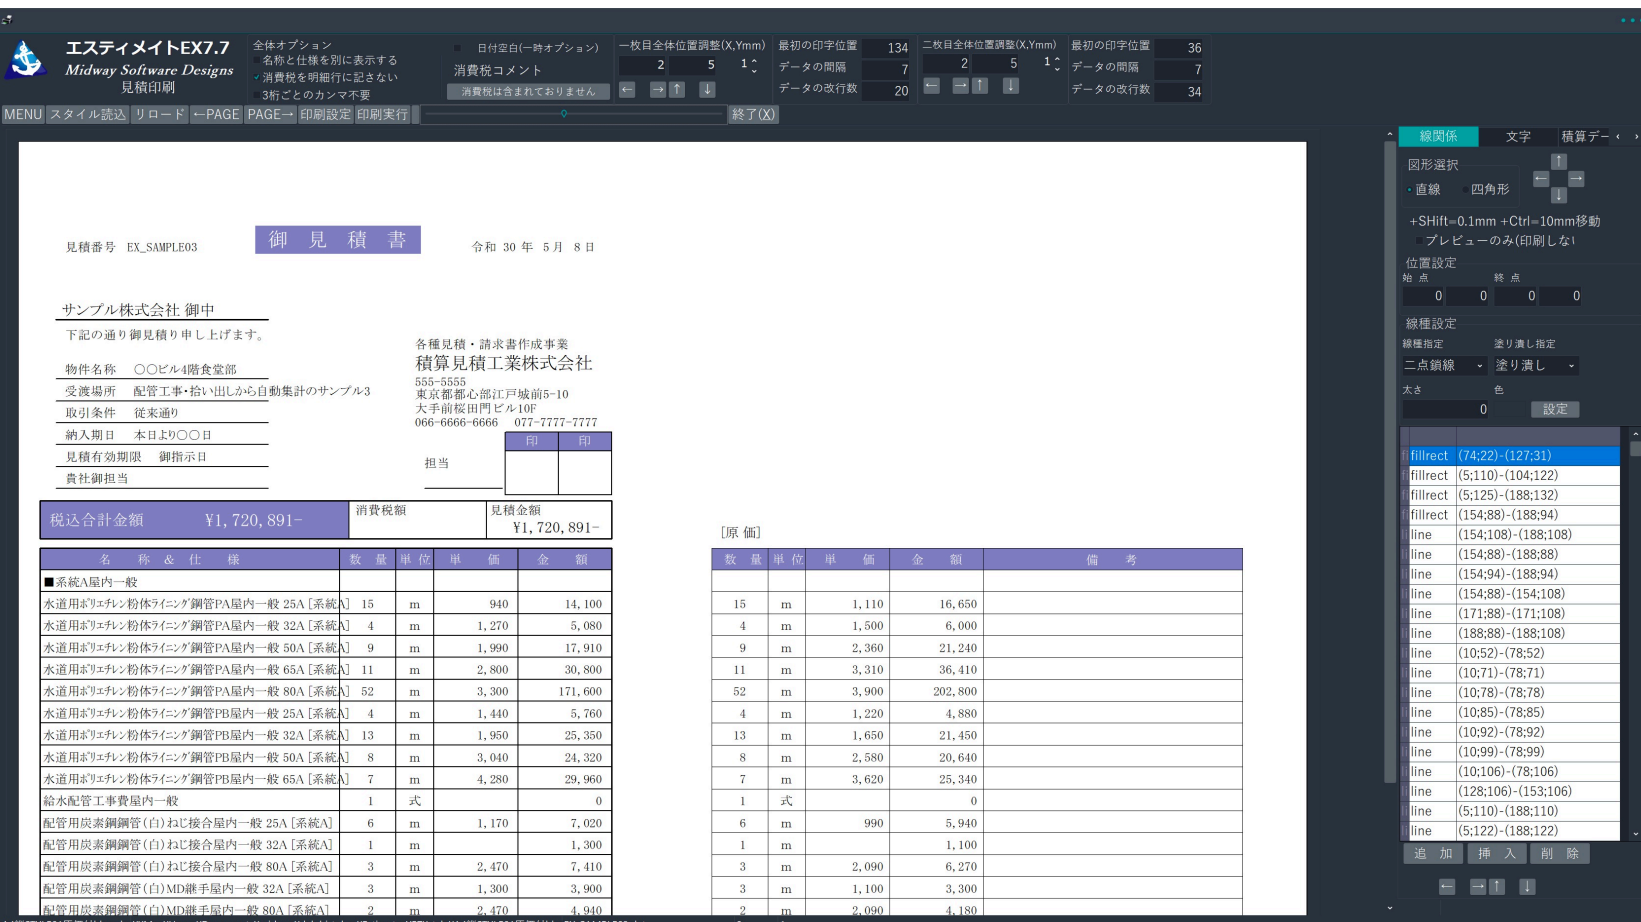 エスティメイトEX7.7
Midway Software Designs
見積印刷
全体オプション
名称と仕様を別に表示する
消費税を明細行に記さない
3桁ごとのカンマ不要
日付空白(一時オプション)
消費税コメント
消費税は含まれておりません
一枚目全体位置調整(X,Ymm)
2 5 1
← → ↑ ↓
最初の印字位置 134
データの間隔 7
データの改行数 20
二枚目全体位置調整(X,Ymm)
2 5 1
← → ↑ ↓
最初の印字位置 36
データの間隔 7
データの改行数 34
MENU スタイル読込 リロード ←PAGE PAGE→ 印刷設定 印刷実行 終了(X)
見積番号 EX_SAMPLE03
御見積書
令和 30 年 5 月 8 日
サンプル株式会社 御中
下記の通り御見積り申し上げます。
物件名称 〇〇ビル4階食堂部
受渡場所 配管工事・拾い出しから自動集計のサンプル3
取引条件 従来通り
納入期日 本日より〇〇日
見積有効期限 御指示日
貴社御担当
各種見積・請求書作成事業
積算見積工業株式会社
555-5555
東京都都心部江戸城前5-10
大手前桜田門ビル10F
066-6666-6666 077-7777-7777
印 印
担当
税込合計金額 ¥1,720,891-
消費税額
見積金額
¥1,720,891-
[原価]
名 称 & 仕 様 数 量 単 位 単 価 金 額 数 量 単 位 単 価 金 額 備 考
■系統A屋内一般
水道用ポリエチレン粉体ライニング鋼管PA屋内一般 25A [系統A] 15 m 940 14,100 15 m 1,110 16,650
水道用ポリエチレン粉体ライニング鋼管PA屋内一般 32A [系統A] 4 m 1,270 5,080 4 m 1,500 6,000
水道用ポリエチレン粉体ライニング鋼管PA屋内一般 50A [系統A] 9 m 1,990 17,910 9 m 2,360 21,240
水道用ポリエチレン粉体ライニング鋼管PA屋内一般 65A [系統A] 11 m 2,800 30,800 11 m 3,310 36,410
水道用ポリエチレン粉体ライニング鋼管PA屋内一般 80A [系統A] 52 m 3,300 171,600 52 m 3,900 202,800
水道用ポリエチレン粉体ライニング鋼管PB屋内一般 25A [系統A] 4 m 1,440 5,760 4 m 1,220 4,880
水道用ポリエチレン粉体ライニング鋼管PB屋内一般 32A [系統A] 13 m 1,950 25,350 13 m 1,650 21,450
水道用ポリエチレン粉体ライニング鋼管PB屋内一般 50A [系統A] 8 m 3,040 24,320 8 m 2,580 20,640
水道用ポリエチレン粉体ライニング鋼管PB屋内一般 65A [系統A] 7 m 4,280 29,960 7 m 3,620 25,340
給水配管工事費屋内一般 1 式 0 1 式 0
配管用炭素鋼鋼管(白)ねじ接合屋内一般 25A [系統A] 6 m 1,170 7,020 6 m 990 5,940
配管用炭素鋼鋼管(白)ねじ接合屋内一般 32A [系統A] 1 m 1,300 1 m 1,100
配管用炭素鋼鋼管(白)ねじ接合屋内一般 80A [系統A] 3 m 2,470 7,410 3 m 2,090 6,270
配管用炭素鋼鋼管(白)MD継手屋内一般 32A [系統A] 3 m 1,300 3,900 3 m 1,100 3,300
配管用炭素鋼鋼管(白)MD継手屋内一般 80A [系統A] 2 m 2,470 4,940 2 m 2,090 4,180
線関係 文字 積算デー
図形選択
直線 四角形
↑ ← → ↓
+SHift=0.1mm +Ctrl=10mm移動
プレビューのみ(印刷しない
位置設定
始 点 終 点
0 0 0 0
線種設定
線種指定 塗り潰し指定
二点鎖線 塗り潰し
太さ 色
0 設定
fillrect (74;22)-(127;31)
fillrect (5;110)-(104;122)
fillrect (5;125)-(188;132)
fillrect (154;88)-(188;94)
line (154;108)-(188;108)
line (154;88)-(188;88)
line (154;94)-(188;94)
line (154;88)-(154;108)
line (171;88)-(171;108)
line (188;88)-(188;108)
line (10;52)-(78;52)
line (10;71)-(78;71)
line (10;78)-(78;78)
line (10;85)-(78;85)
line (10;92)-(78;92)
line (10;99)-(78;99)
line (10;106)-(78;106)
line (128;106)-(153;106)
line (5;110)-(188;110)
line (5;122)-(188;122)
追 加 挿 入 削 除
← → ↑ ↓